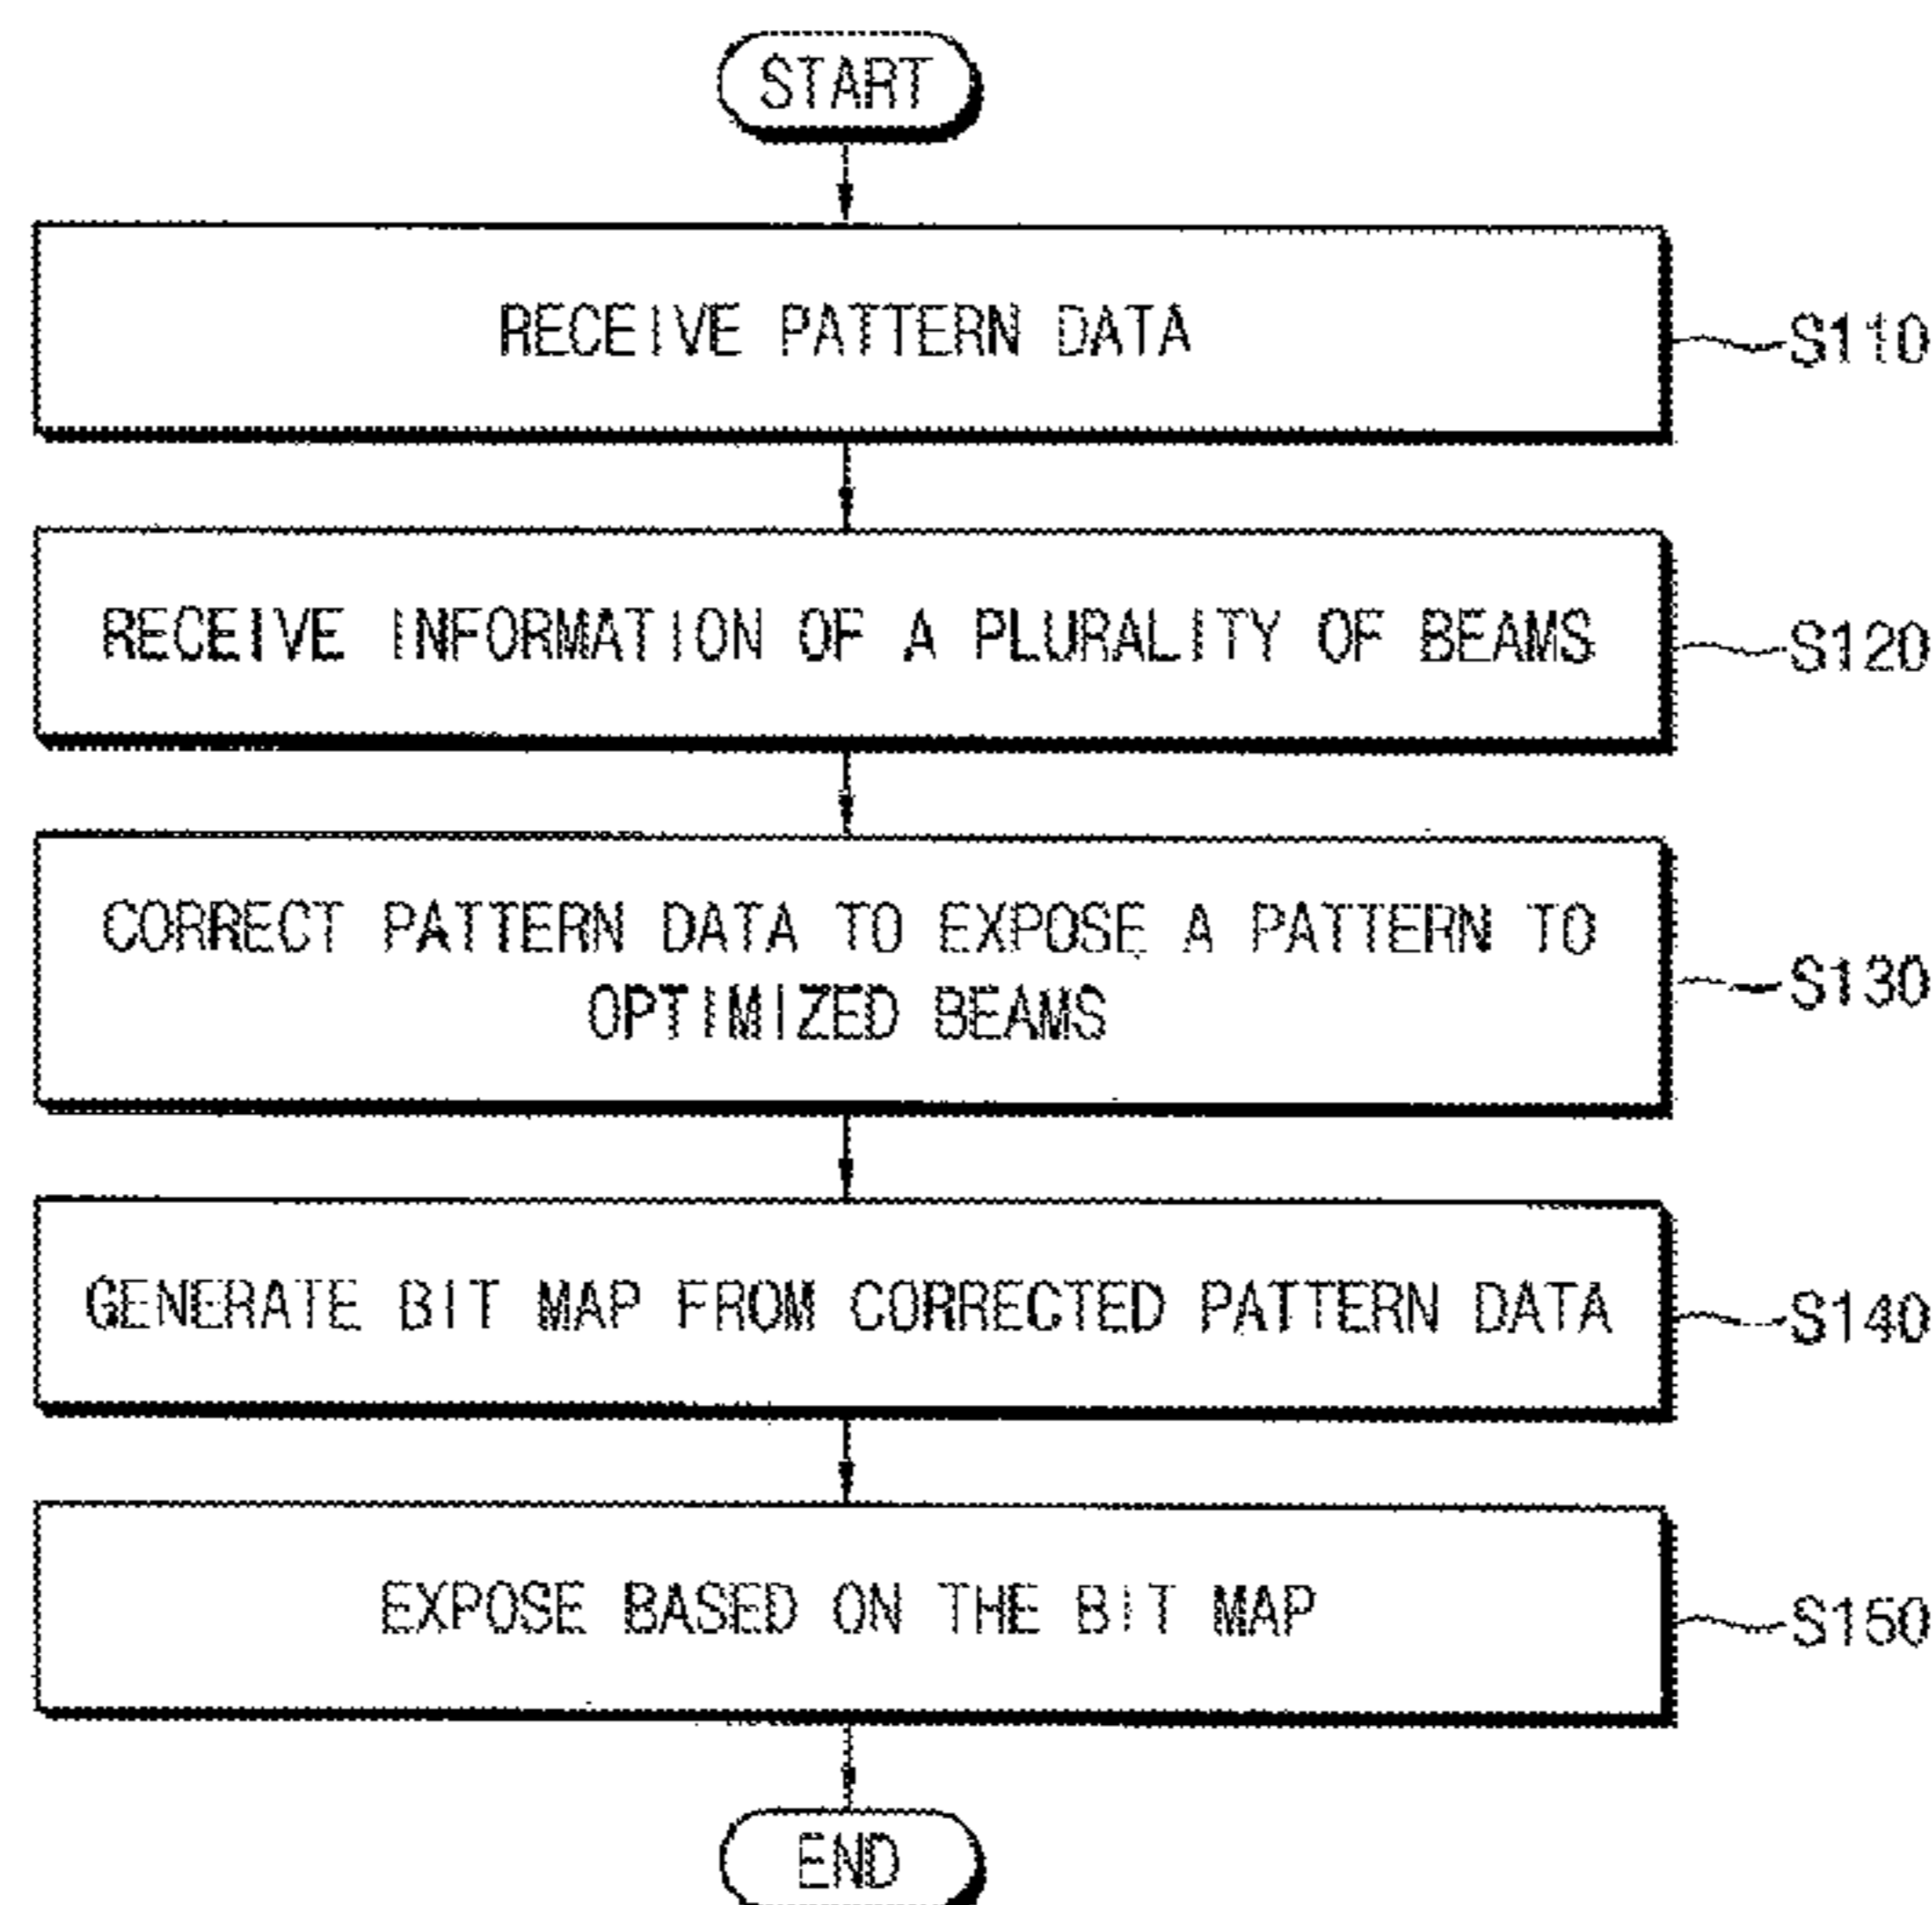 START
RECEIVE PATTERN DATA
S110
RECEIVE INFORMATION OF A PLURALITY OF BEAMS
S120
CORRECT PATTERN DATA TO EXPOSE A PATTERN TO
OPTIMIZED BEAMS
S130
GENERATE BIT MAP FROM CORRECTED PATTERN DATA
S140
EXPOSE BASED ON THE BIT MAP
S150
END